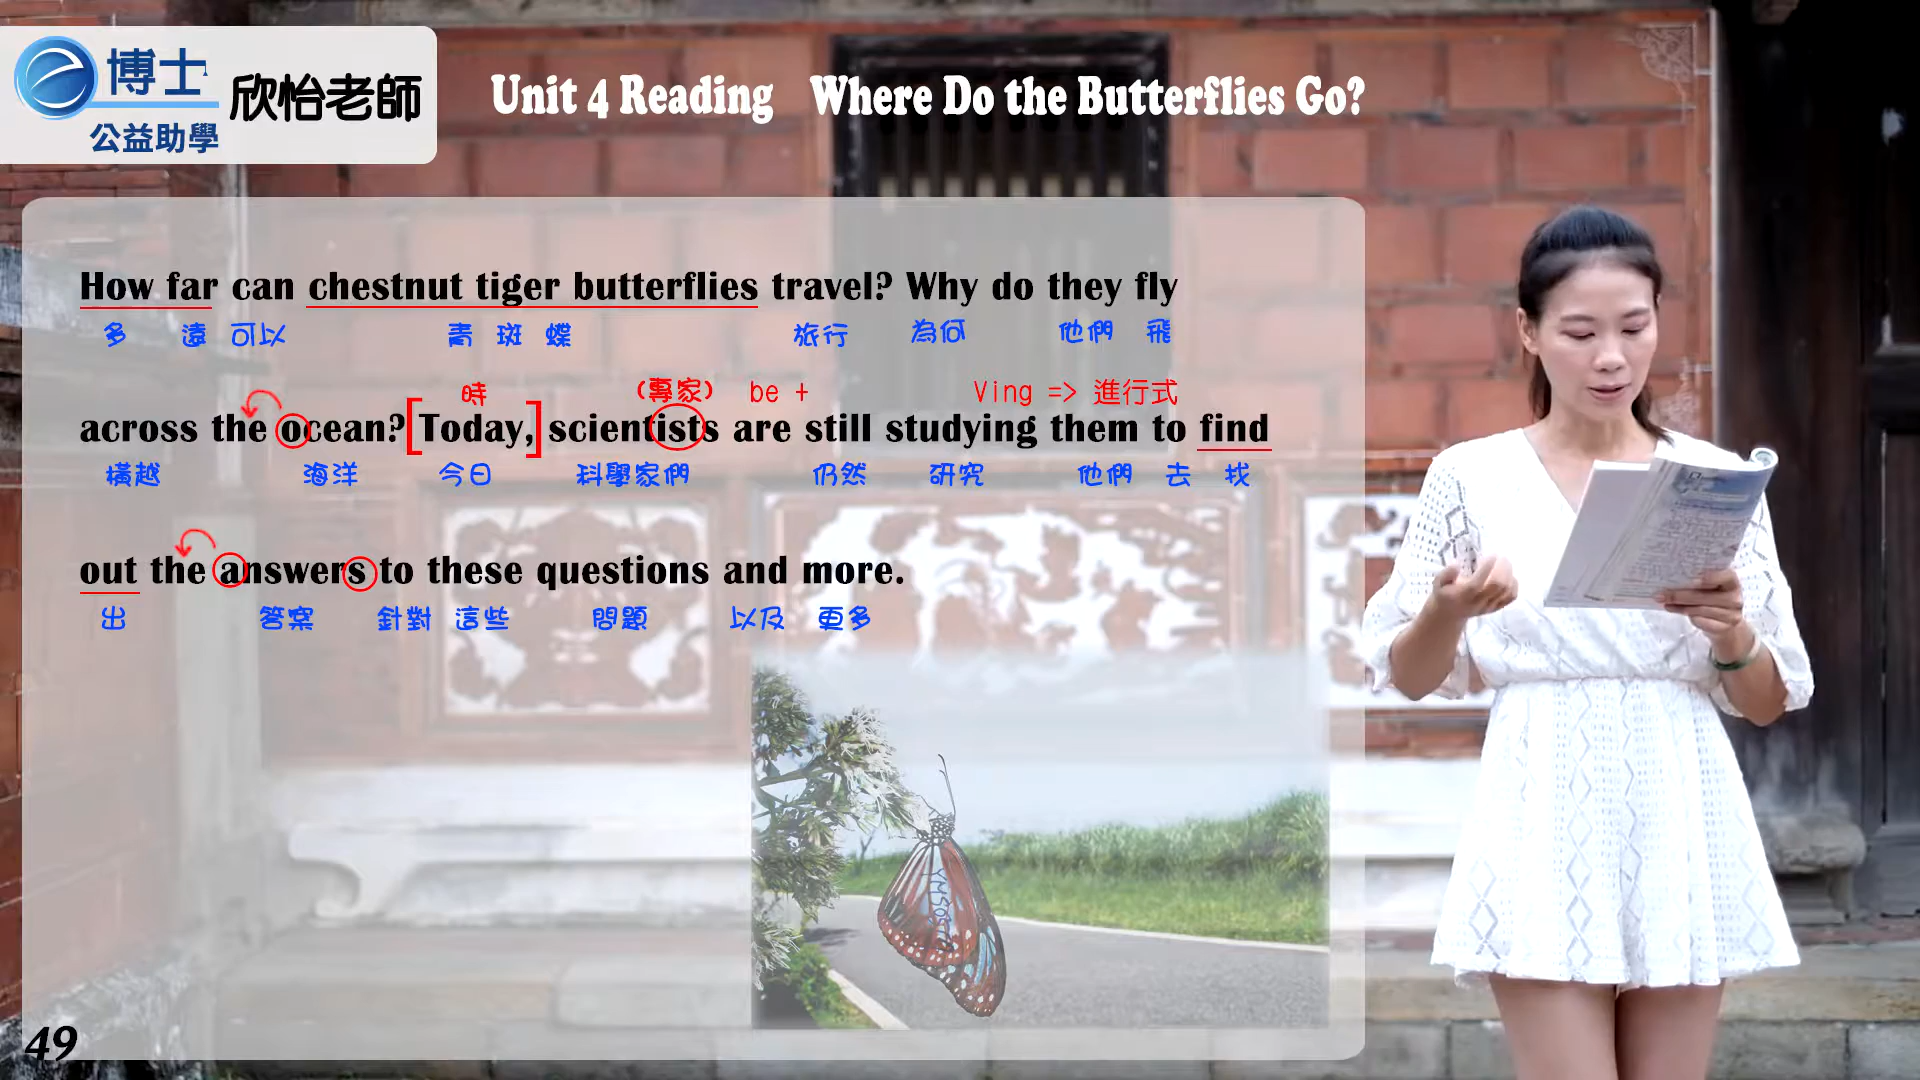 博士
公益助學
欣怡老師
Unit 4 Reading Where Do the Butterflies Go?
How far can chestnut tiger butterflies travel? Why do they fly
多 遠 可以 青 斑 蝶 旅行 為何 他們 飛
時 (專家) be + Ving => 進行式
across the ocean? [Today,] scientists are still studying them to find
橫越 海洋 今日 科學家們 仍然 研究 他們 去 找
out the answers to these questions and more.
出 答案 針對 這些 問題 以及 更多
49